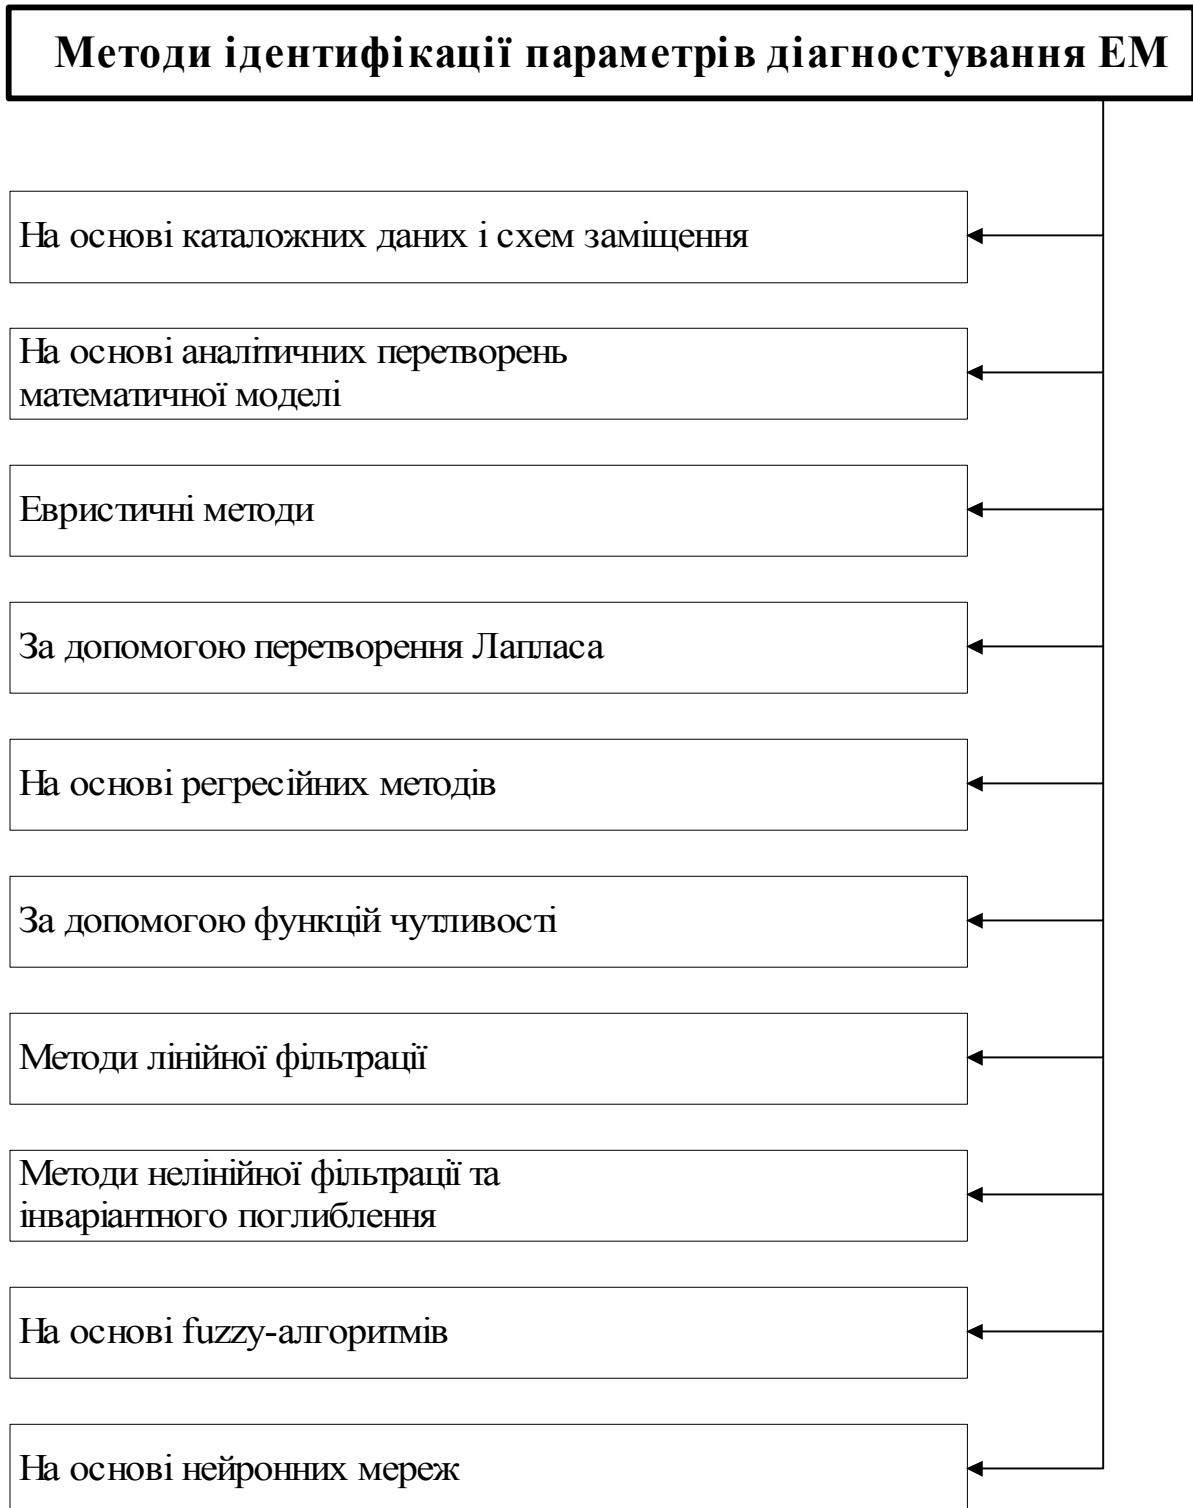 Методи ідентифікації параметрів діагностування ЕМ
На основі каталожних даних і схем заміщення
На основі аналітичних перетворень
математичної моделі
Евристичні методи
За допомогою перетворення Лапласа
На основі регресійних методів
За допомогою функцій чутливості
Методи лінійної фільтрації
Методи нелінійної фільтрації та
інваріантного поглиблення
На основі fuzzy-алгоритмів
На основі нейронних мереж